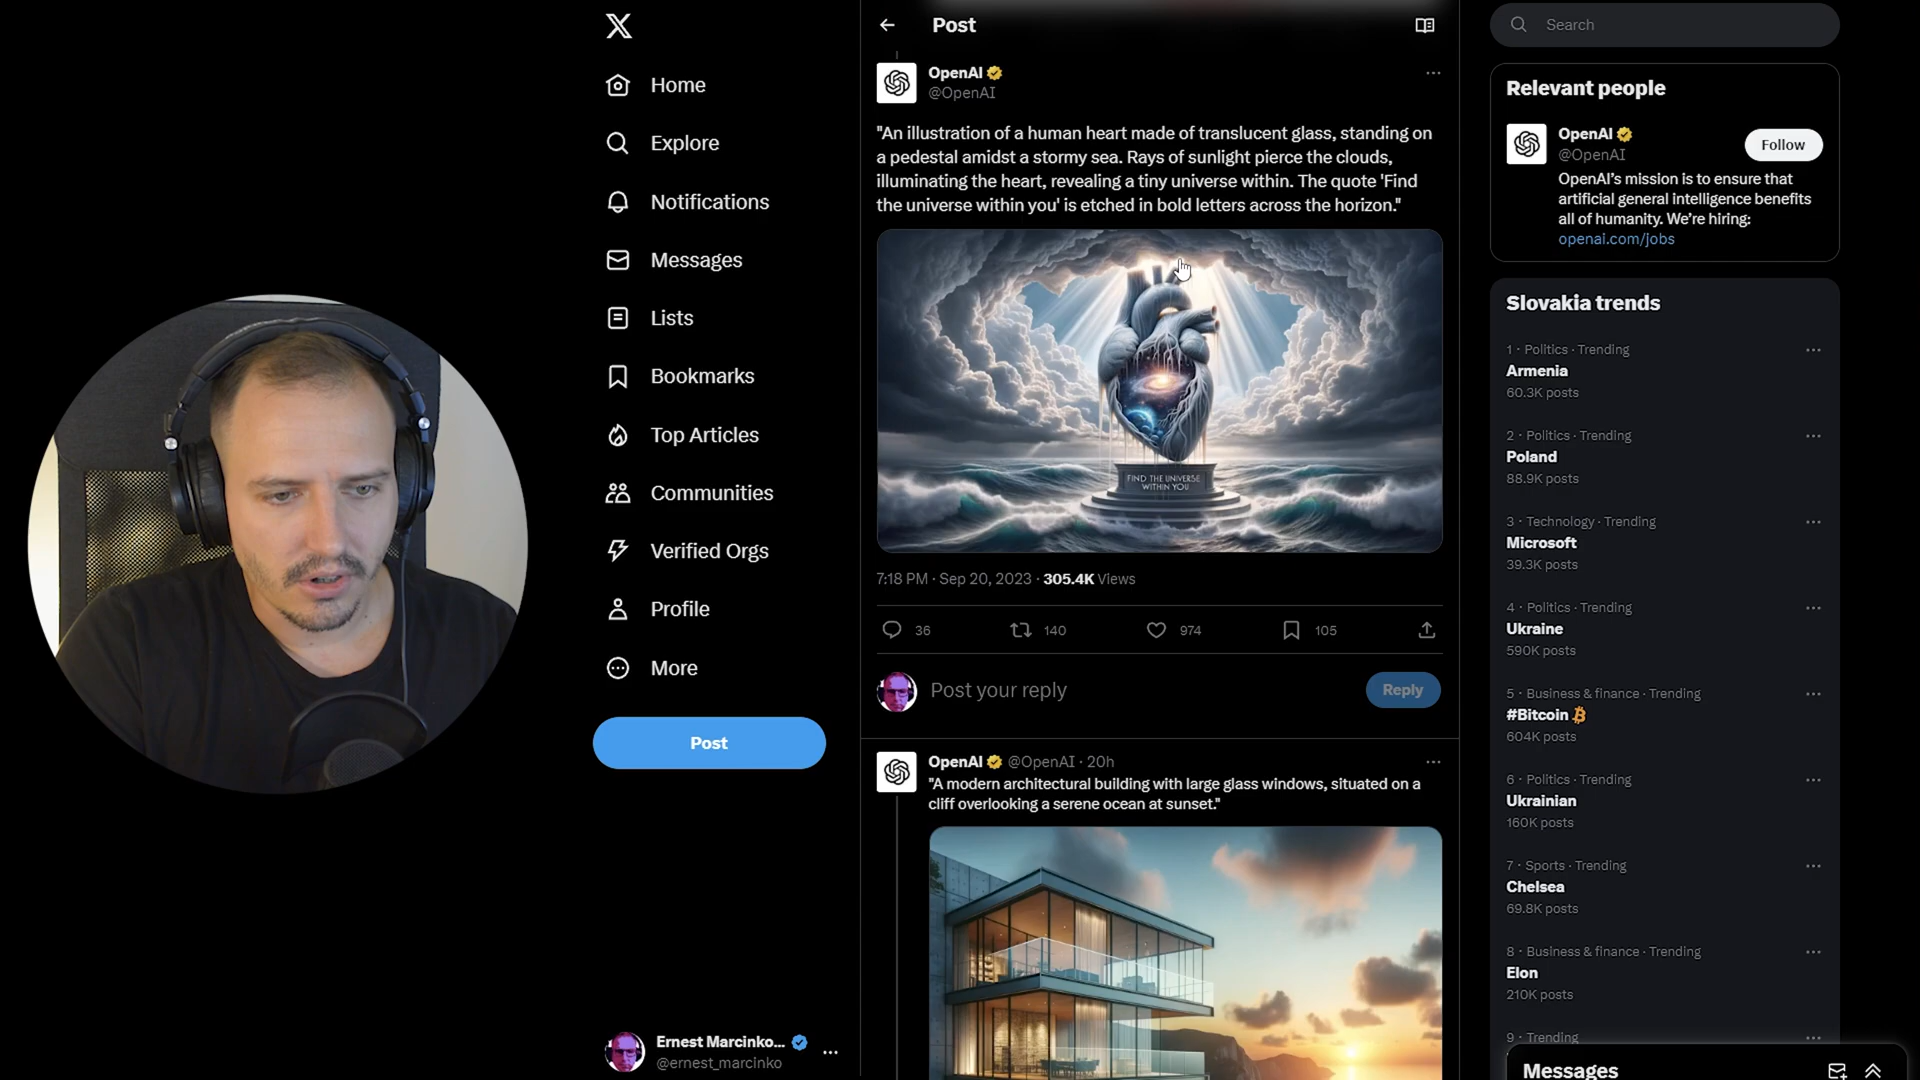 Home
Explore
Notifications
Messages
Lists
Bookmarks
Top Articles
Communities
Verified Orgs
Profile
More
Post
Ernest Marcinko...
@ernest_marcinko
Post
OpenAI
@OpenAI
"An illustration of a human heart made of translucent glass, standing on
a pedestal amidst a stormy sea. Rays of sunlight pierce the clouds,
illuminating the heart, revealing a tiny universe within. The quote 'Find
the universe within you' is etched in bold letters across the horizon."
FIND THE UNIVERSE
WITHIN YOU
7:18 PM · Sep 20, 2023 · 305.4K Views
36 140 974 105
Post your reply
Reply
OpenAI @OpenAI · 20h
"A modern architectural building with large glass windows, situated on a
cliff overlooking a serene ocean at sunset."
Search
Relevant people
OpenAI
@OpenAI
Follow
OpenAI's mission is to ensure that
artificial general intelligence benefits
all of humanity. We're hiring:
openai.com/jobs
Slovakia trends
1 · Politics · Trending
Armenia
60.3K posts
2 · Politics · Trending
Poland
88.9K posts
3 · Technology · Trending
Microsoft
39.3K posts
4 · Politics · Trending
Ukraine
590K posts
5 · Business & finance · Trending
#Bitcoin
604K posts
6 · Politics · Trending
Ukrainian
160K posts
7 · Sports · Trending
Chelsea
69.8K posts
8 · Business & finance · Trending
Elon
210K posts
9 · Trending
Messages